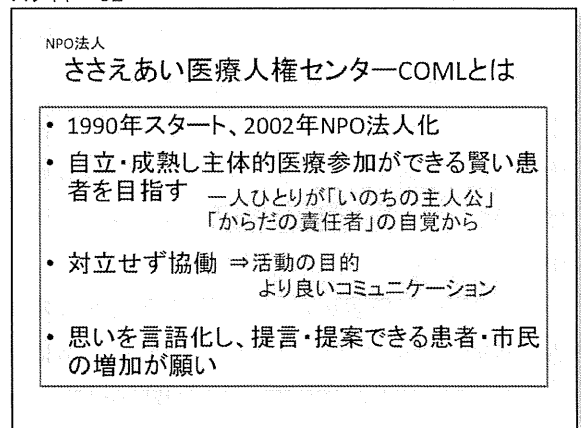 NPO法人
ささえあい医療人権センターCOMLとは
• 1990年スタート、2002年NPO法人化
• 自立・成熟し主体的医療参加ができる賢い患
者を目指す 一人ひとりが「いのちの主人公」
「からだの責任者」の自覚から
• 対立せず協働 ⇒活動の目的
より良いコミュニケーション
• 思いを言語化し、提言・提案できる患者・市民
の増加が願い